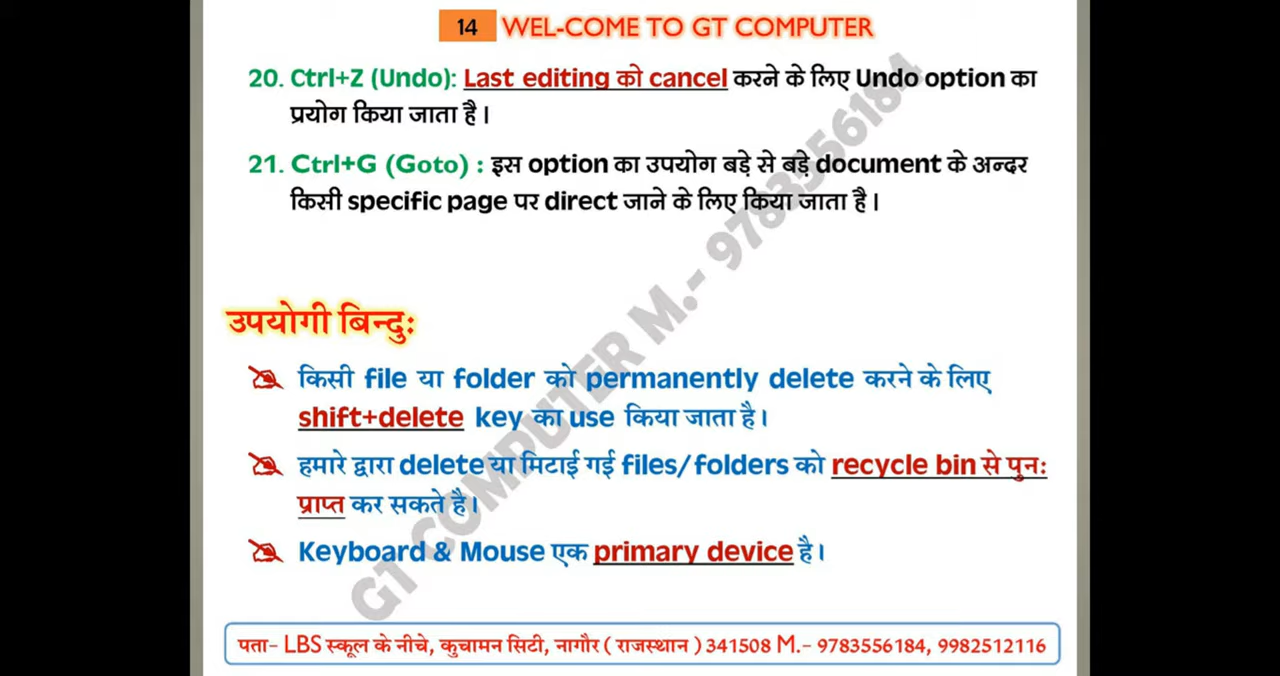 14 WEL-COME TO GT COMPUTER
20. Ctrl+Z (Undo): Last editing को cancel करने के लिए Undo option का
प्रयोग किया जाता है।
21. Ctrl+G (Goto) : इस option का उपयोग बड़े से बड़े document के अन्दर
किसी specific page पर direct जाने के लिए किया जाता है।
उपयोगी बिन्दुः
किसी file या folder को permanently delete करने के लिए
shift+delete key का use किया जाता है।
हमारे द्वारा delete या मिटाई गई files/folders को recycle bin से पुनः
प्राप्त कर सकते है।
Keyboard & Mouse एक primary device है।
GT COMPUTER M.- 9783556184
पता- LBS स्कूल के नीचे, कुचामन सिटी, नागौर ( राजस्थान ) 341508 M.- 9783556184, 9982512116